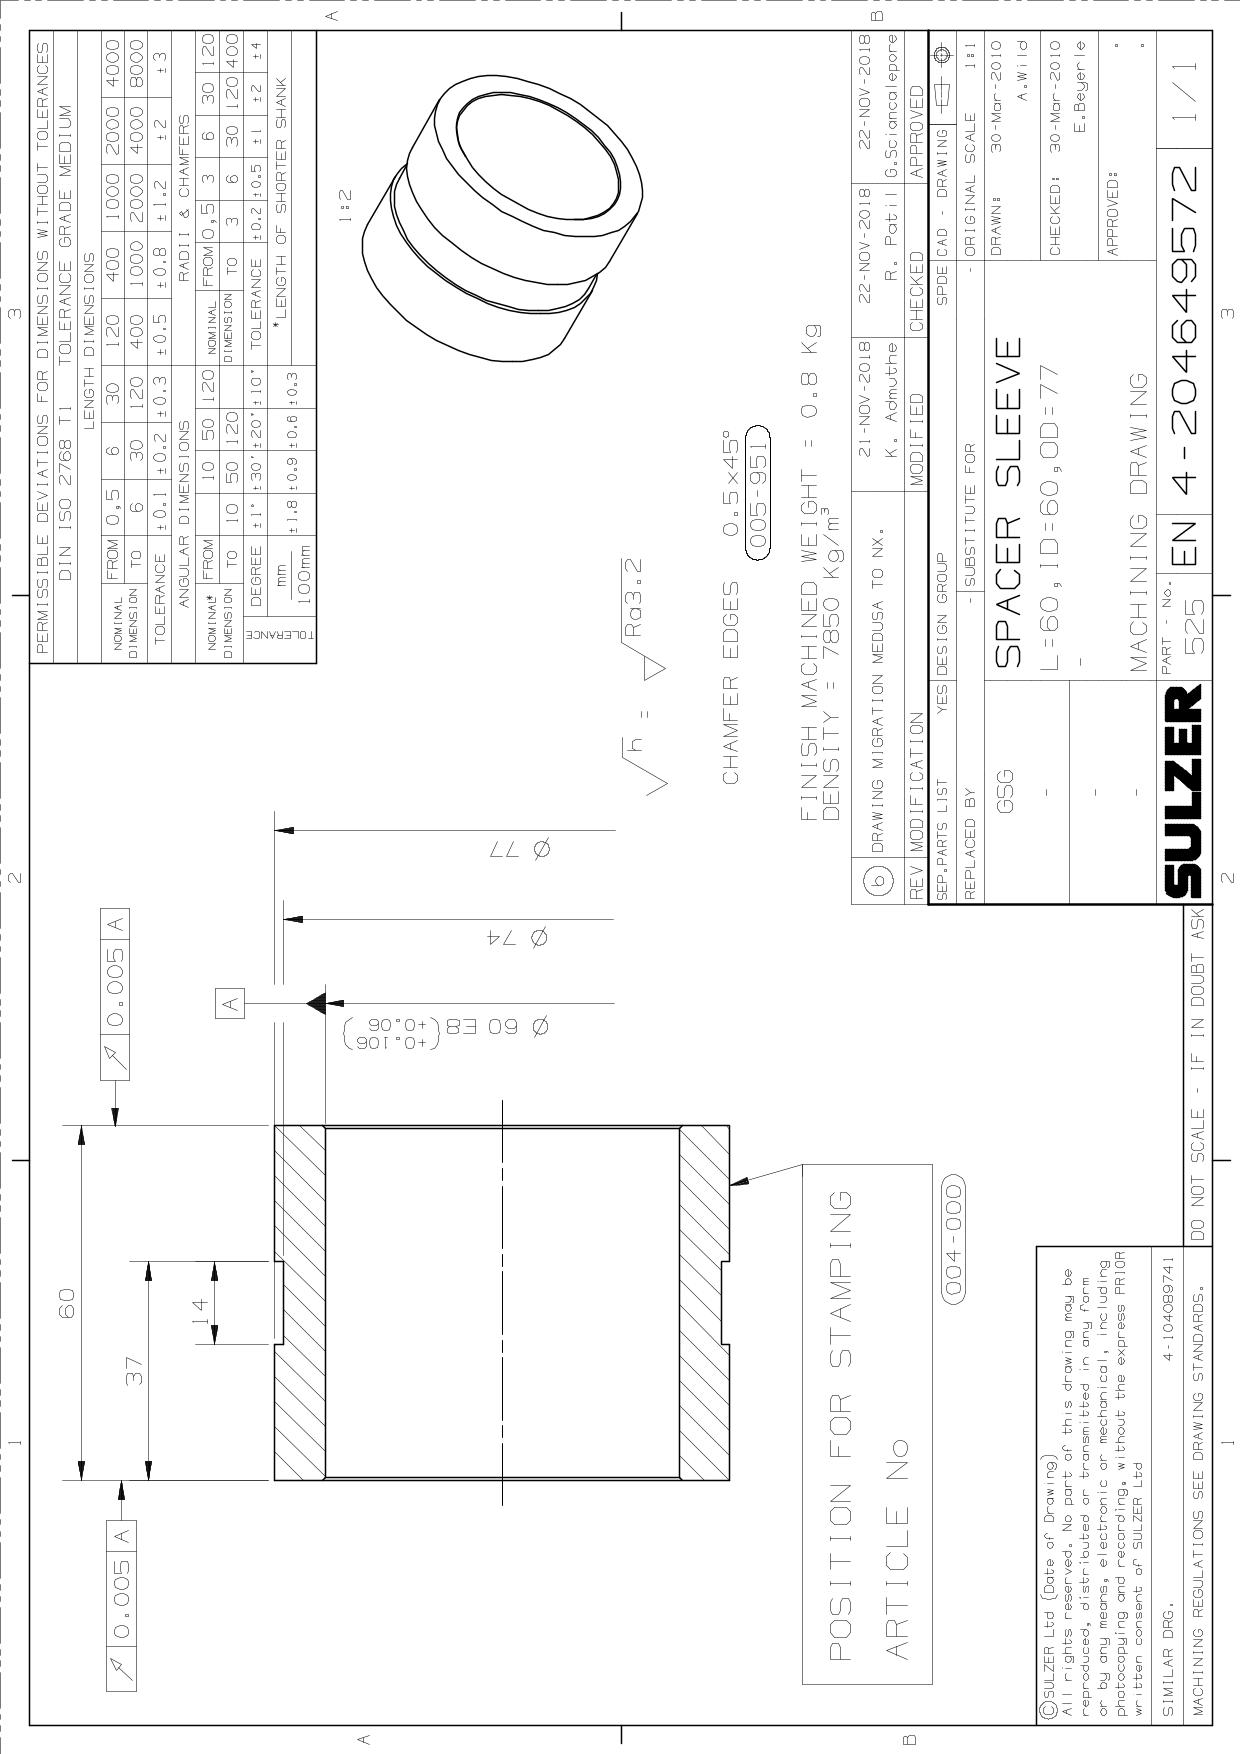 PERMISSIBLE DEVIATIONS FOR DIMENSIONS WITHOUT TOLERANCES
DIN ISO 2768 T1 TOLERANCE GRADE MEDIUM
LENGTH DIMENSIONS
NOMINAL DIMENSION FROM 0,5 6 30 120 400 1000 2000 4000
TO 6 30 120 400 1000 2000 4000 8000
TOLERANCE ±0.1 ±0.2 ±0.3 ±0.5 ±0.8 ±1.2 ±2 ±3
ANGULAR DIMENSIONS RADII & CHAMFERS
NOMINAL* DIMENSION FROM 10 50 120 NOMINAL DIMENSION FROM 0,5 3 6 30 120
TO 10 50 120 TO 3 6 30 120 400
TOLERANCE DEGREE ±1° ±30' ±20' ±10' TOLERANCE ±0.2 ±0.5 ±1 ±2 ±4
mm 100mm ±1.8 ±0.9 ±0.6 ±0.3 *LENGTH OF SHORTER SHANK
1:2
0.005 A
0.005 A
60
37
14
A
Ø 77
Ø 74
Ø 60 E8 (+0.106 +0.06)
h = Ra3.2
CHAMFER EDGES 0.5x45°
005-951
FINISH MACHINED WEIGHT = 0.8 Kg
DENSITY = 7850 Kg/m³
POSITION FOR STAMPING
ARTICLE No
004-000
b DRAWING MIGRATION MEDUSA TO NX. 21-NOV-2018 22-NOV-2018 22-NOV-2018
K. Admuthe R. Patil G.Sciancalepore
REV MODIFICATION MODIFIED CHECKED APPROVED
SEP.PARTS LIST YES DESIGN GROUP SPDE CAD - DRAWING
REPLACED BY - SUBSTITUTE FOR - ORIGINAL SCALE 1:1
GSG
-
-
-
SPACER SLEEVE
L=60,ID=60,OD=77
-
MACHINING DRAWING
DRAWN: 30-Mar-2010
A.Wild
CHECKED: 30-Mar-2010
E.Beyerle
APPROVED: .
.
SULZER
PART - No.
525
EN 4-204649572 1/1
©SULZER Ltd (Date of Drawing)
All rights reserved. No part of this drawing may be
reproduced, distributed or transmitted in any form
or by any means, electronic or mechanical, including
photocopying and recording, without the express PRIOR
written consent of SULZER Ltd
SIMILAR DRG. 4-104089741
MACHINING REGULATIONS SEE DRAWING STANDARDS.
DO NOT SCALE - IF IN DOUBT ASK
1 2 3
1 2 3
A B
A B